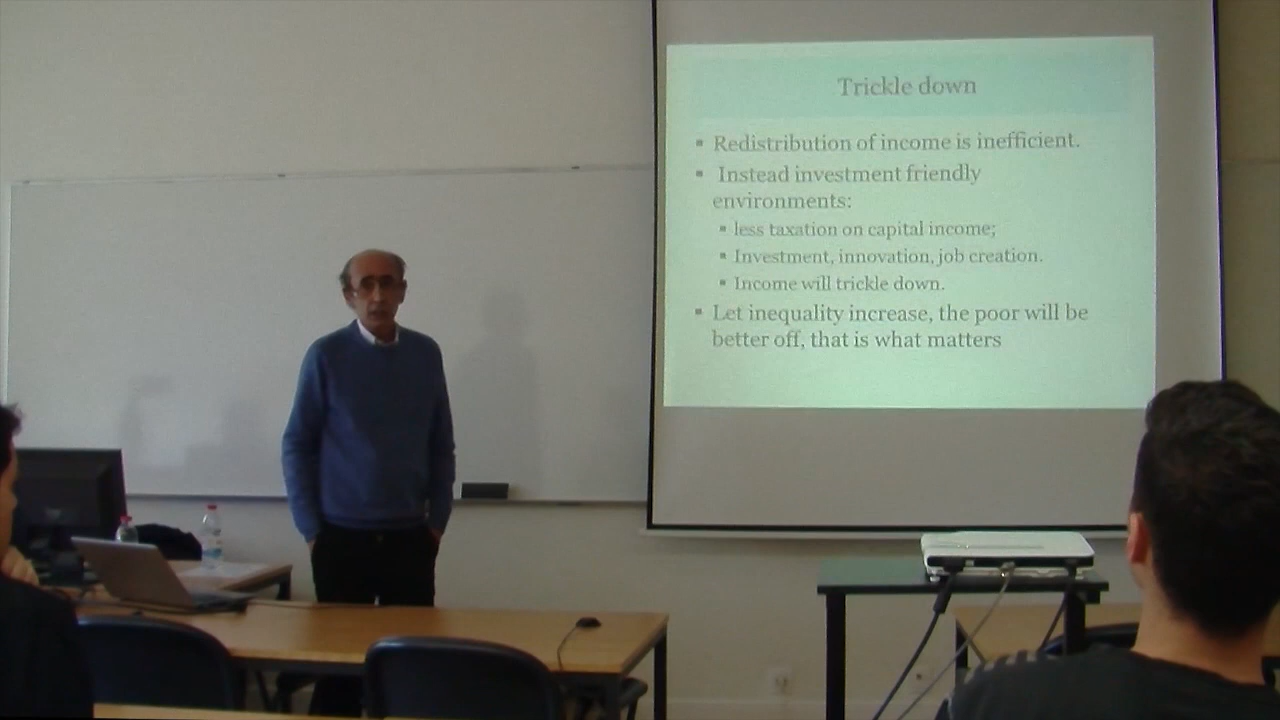 Trickle down
▪ Redistribution of income is inefficient.
▪ Instead investment friendly
environments:
▪ less taxation on capital income;
▪ Investment, innovation, job creation.
▪ Income will trickle down.
▪ Let inequality increase, the poor will be
better off, that is what matters